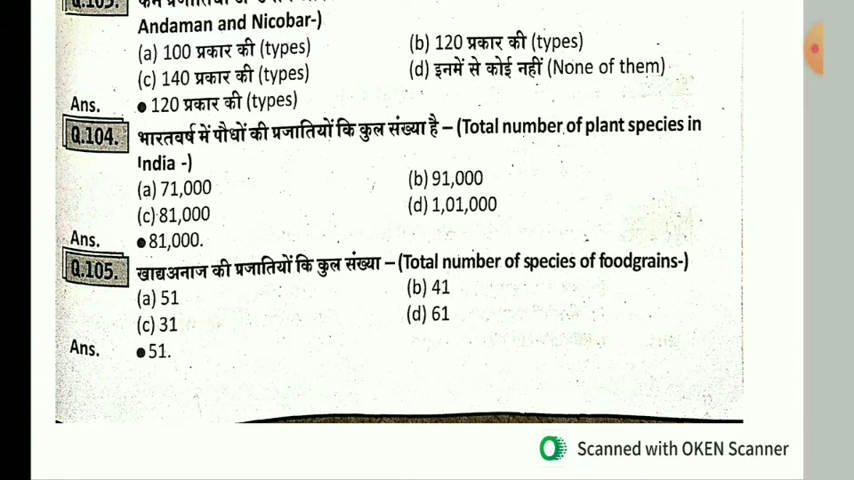 Q.103.
Andaman and Nicobar-)
(a) 100 प्रकार की (types) (b) 120 प्रकार की (types)
(c) 140 प्रकार की (types) (d) इनमें से कोई नहीं (None of them)
Ans. ● 120 प्रकार की (types)
Q.104. भारतवर्ष में पौधों की प्रजातियों कि कुल संख्या है – (Total number of plant species in
India -)
(a) 71,000 (b) 91,000
(c) 81,000 (d) 1,01,000
Ans. ● 81,000.
Q.105. खाद्यअनाज की प्रजातियों कि कुल संख्या – (Total number of species of foodgrains-)
(a) 51 (b) 41
(c) 31 (d) 61
Ans. ● 51.
Scanned with OKEN Scanner